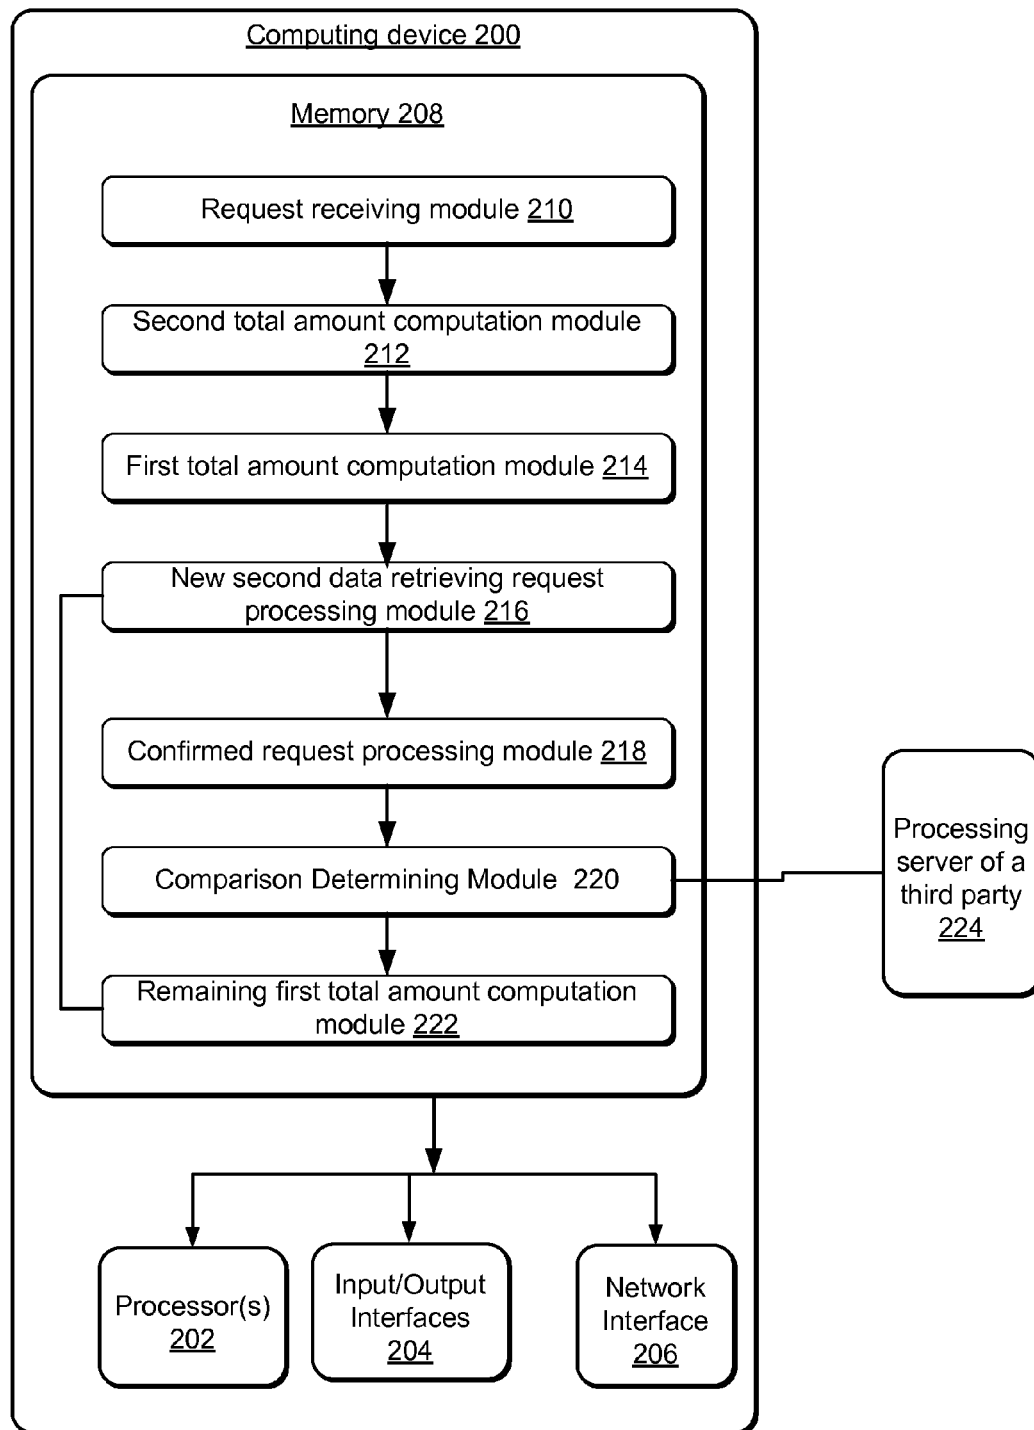 Computing device 200
Memory 208
Request receiving module 210
Second total amount computation module
212
First total amount computation module 214
New second data retrieving request
processing module 216
Confirmed request processing module 218
Comparison Determining Module 220
Remaining first total amount computation
module 222
Processing
server of a
third party
224
Processor(s)
202
Input/Output
Interfaces
204
Network
Interface
206